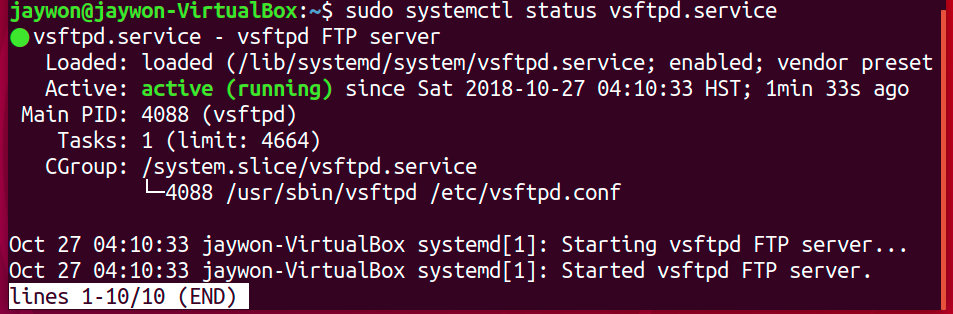 jaywon@jaywon-VirtualBox:~$ sudo systemctl status vsftpd.service
● vsftpd.service - vsftpd FTP server
   Loaded: loaded (/lib/systemd/system/vsftpd.service; enabled; vendor preset
   Active: active (running) since Sat 2018-10-27 04:10:33 HST; 1min 33s ago
 Main PID: 4088 (vsftpd)
    Tasks: 1 (limit: 4664)
   CGroup: /system.slice/vsftpd.service
           └─4088 /usr/sbin/vsftpd /etc/vsftpd.conf
Oct 27 04:10:33 jaywon-VirtualBox systemd[1]: Starting vsftpd FTP server...
Oct 27 04:10:33 jaywon-VirtualBox systemd[1]: Started vsftpd FTP server.
lines 1-10/10 (END)